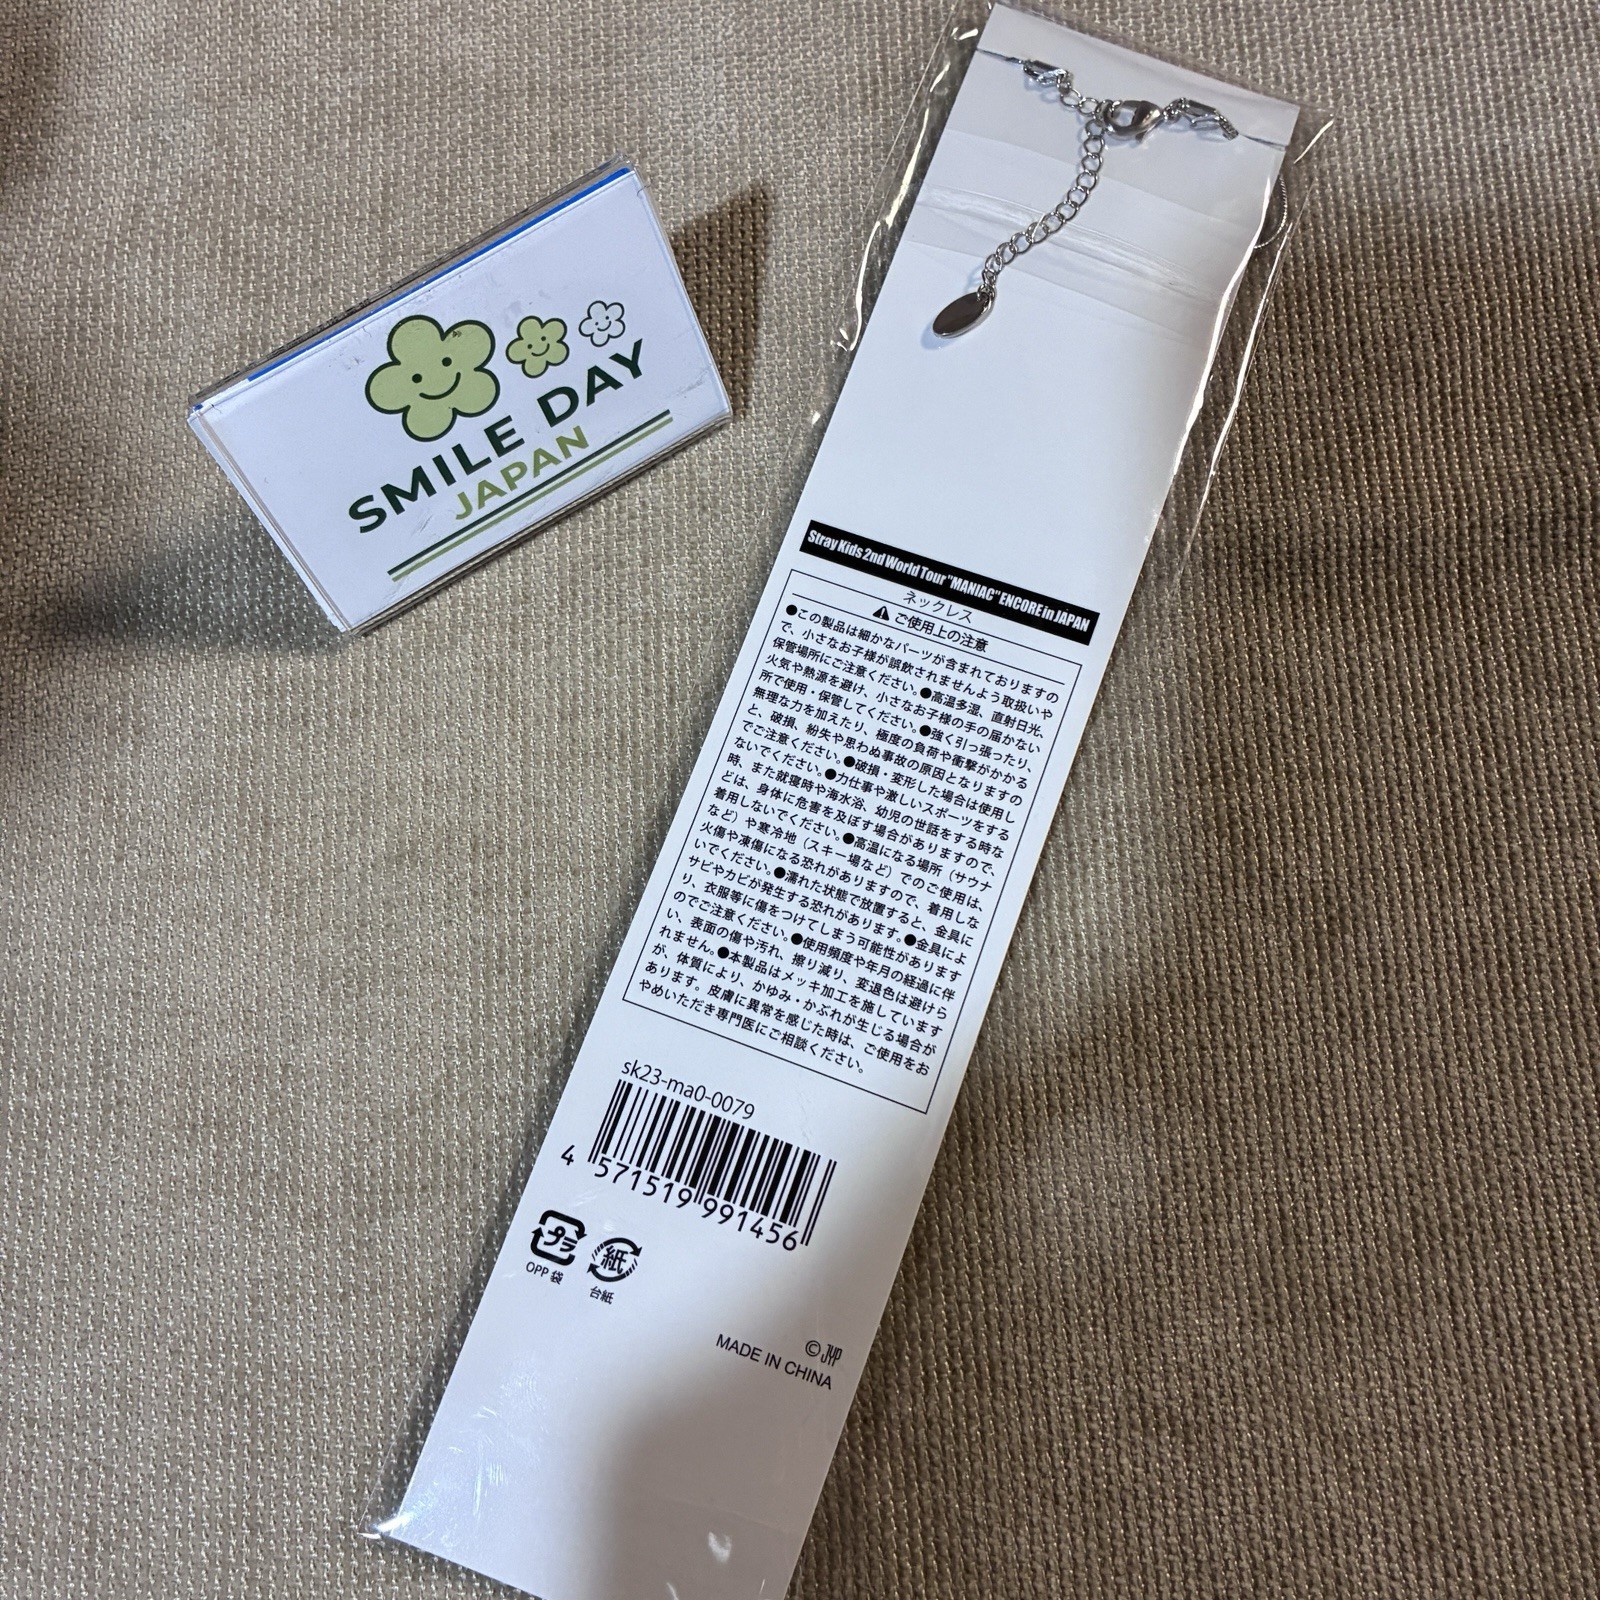 SMILE DAY
JAPAN
Stray Kids 2nd World Tour "MANIAC" ENCORE in JAPAN
ネックレス
ご使用上の注意
●この製品は細かなパーツが含まれておりますの
で、小さなお子様が誤飲されませんよう取扱いや
保管場所にご注意ください。●高温多湿、直射日光、
火気や熱源を避け、小さなお子様の手の届かない
所で使用・保管してください。●強く引っ張ったり、
無理な力を加えたり、極度の負荷や衝撃がかかる
と、破損、紛失や思わぬ事故の原因となりますの
でご注意ください。●破損・変形した場合は使用し
ないでください。●力仕事や激しいスポーツをする
時、また就寝時や海水浴、幼児の世話をする時な
どは、身体に危害を及ぼす場合がありますので、
着用しないでください。●高温になる場所（サウナ
など）や寒冷地（スキー場など）でのご使用は、
火傷や凍傷になる恐れがありますので、着用しな
いでください。●濡れた状態で放置すると、金具に
サビやカビが発生する恐れがあります。●金具によ
り、衣服等に傷をつけてしまう可能性があります
のでご注意ください。●使用頻度や年月の経過に伴
い、表面の傷や汚れ、擦り減り、変退色は避けら
れません。●本製品はメッキ加工を施しています
が、体質により、かゆみ・かぶれが生じる場合が
あります。皮膚に異常を感じた時は、ご使用をお
やめいただき専門医にご相談ください。
sk23-ma0-0079
4 571519 991456
プラ
OPP 袋
紙
台紙
© JYP
MADE IN CHINA